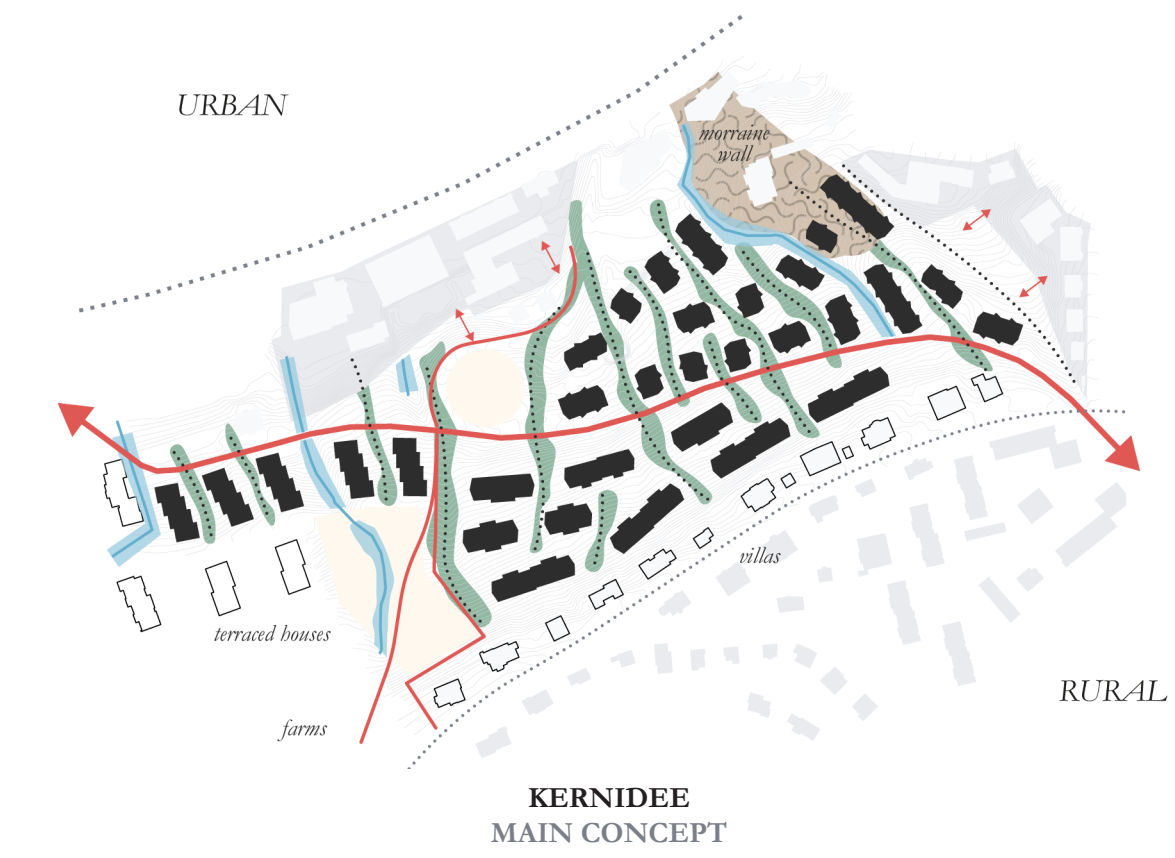 URBAN
morraine
wall
villas
terraced houses
RURAL
farms
KERNIDEE
MAIN CONCEPT